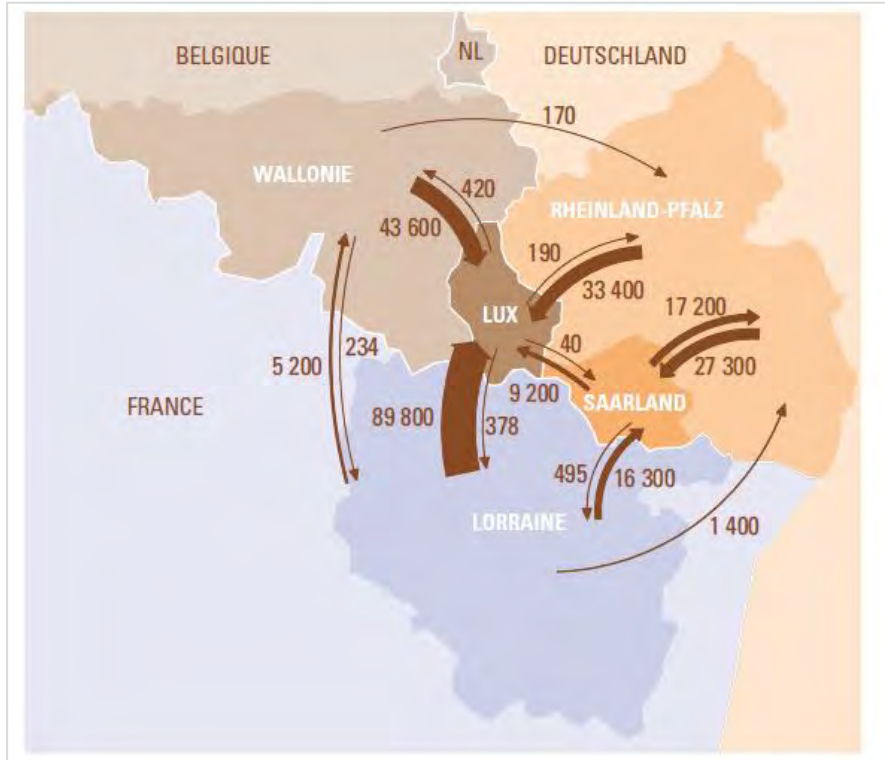 BELGIQUE
NL
DEUTSCHLAND
170
WALLONIE
420
RHEINLAND-PFALZ
43 600
190
33 400
LUX
17 200
40
5 200
234
27 300
9 200
FRANCE
SAARLAND
89 800
378
495
16 300
LORRAINE
1 400